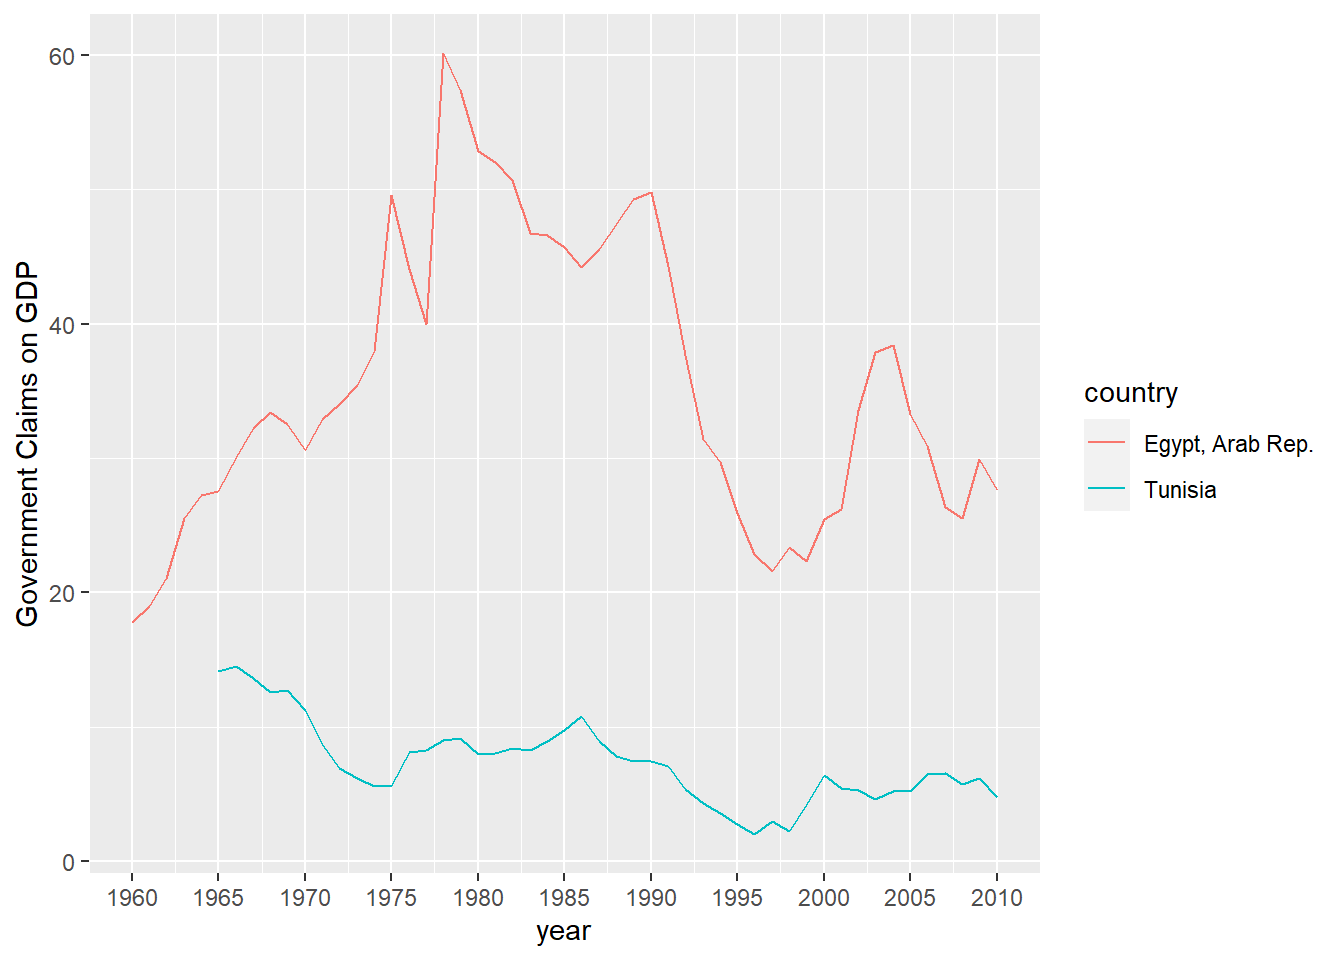 Government Claims on GDP
60
40
20
0
1960 1965 1970 1975 1980 1985 1990 1995 2000 2005 2010
year
country
Egypt, Arab Rep.
Tunisia